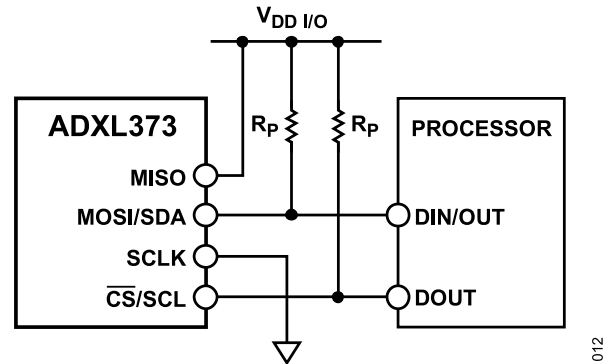 VDD I/O
ADXL373
RP
RP
PROCESSOR
MISO
MOSI/SDA
DIN/OUT
SCLK
CS/SCL
DOUT
012